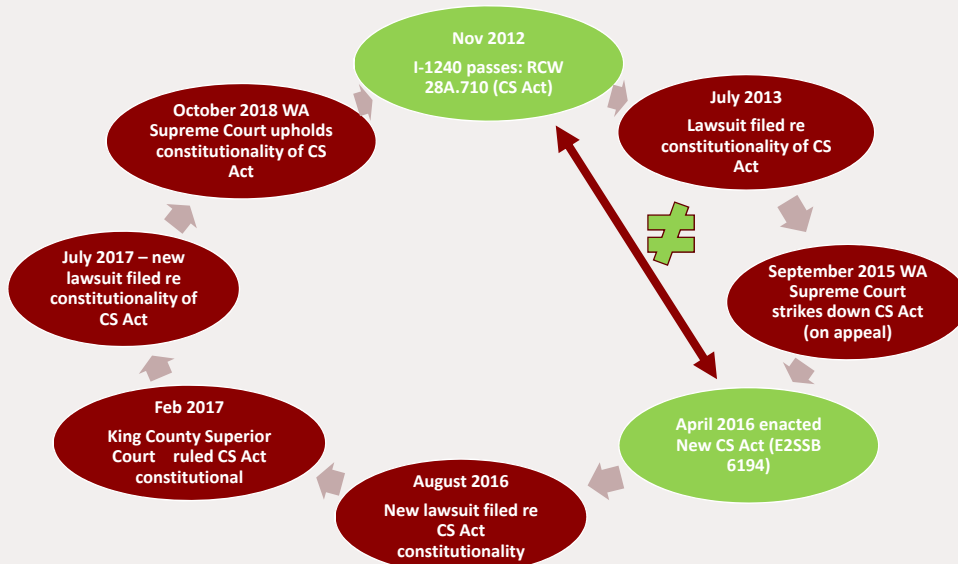 Nov 2012
I-1240 passes: RCW
28A.710 (CS Act)
July 2013
Lawsuit filed re
constitutionality of CS
Act
September 2015 WA
Supreme Court
strikes down CS Act
(on appeal)
April 2016 enacted
New CS Act (E2SSB
6194)
August 2016
New lawsuit filed re
CS Act
constitutionality
Feb 2017
King County Superior
Court ruled CS Act
constitutional
July 2017 – new
lawsuit filed re
constitutionality of
CS Act
October 2018 WA
Supreme Court upholds
constitutionality of CS
Act